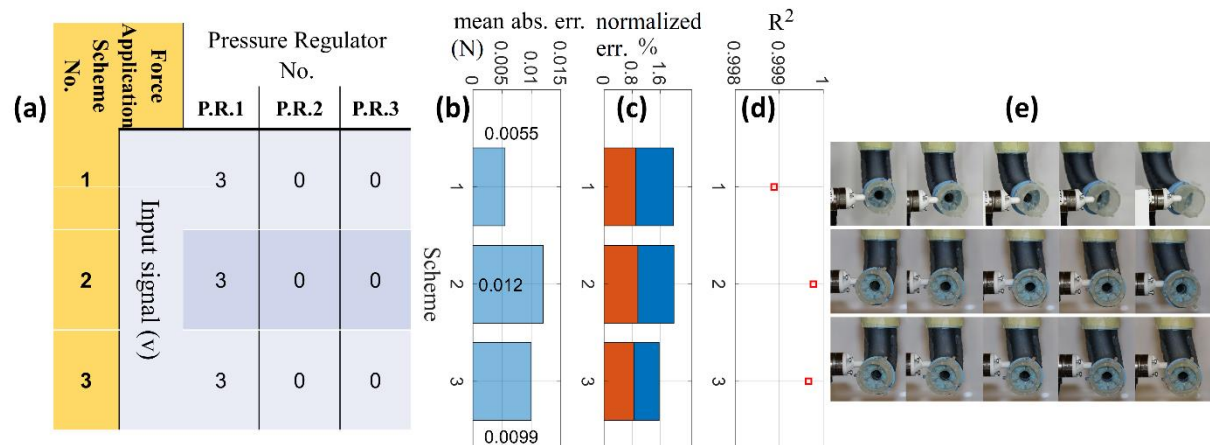 (a)
Force
Application
Scheme
No.
Pressure Regulator
No.
P.R.1 P.R.2 P.R.3
1 3 0 0
2 3 0 0
3 3 0 0
Input signal (v)
mean abs. err.
(N)
0 0.005 0.01 0.015
(b)
0.0055
0.012
0.0099
1
2
3
Scheme
normalized
err. %
0 0.8 1.6
(c)
1
2
3
R²
0.998 0.999 1
(d)
1
2
3
(e)